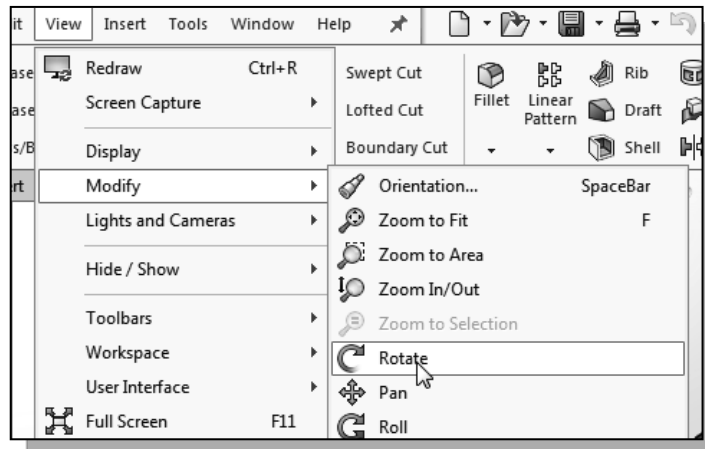 it View Insert Tools Window Help
Redraw Ctrl+R
Screen Capture
Display
Modify
Lights and Cameras
Hide / Show
Toolbars
Workspace
User Interface
Full Screen F11
ase
ase
s/B
rt
Swept Cut
Lofted Cut
Boundary Cut
Fillet
Linear
Pattern
Rib
Draft
Shell
Orientation... SpaceBar
Zoom to Fit F
Zoom to Area
Zoom In/Out
Zoom to Selection
Rotate
Pan
Roll